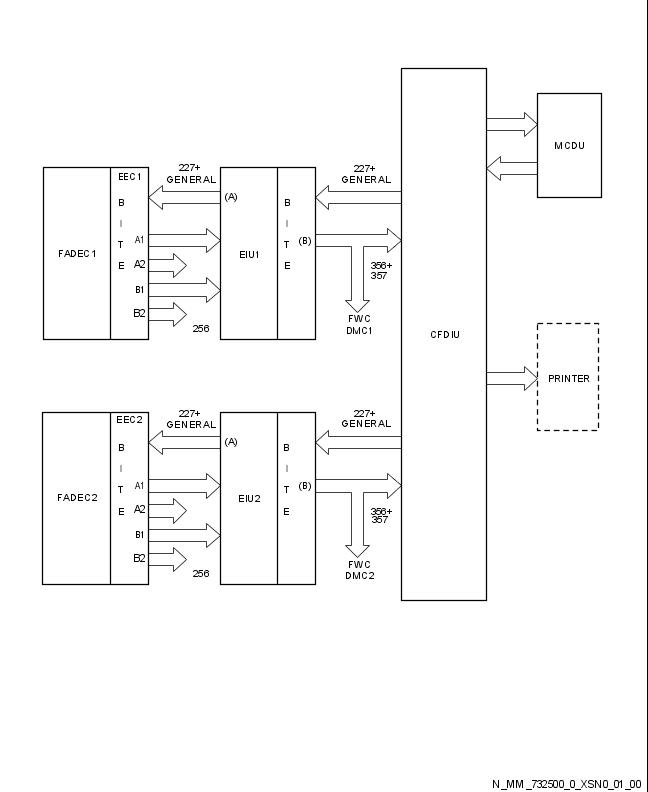 MCDU
227+
GENERAL
227+
GENERAL
EEC1
(A)
B
I
T
E
A1
A2
B1
B2
FADEC1
EIU1
B
I
T
E
(B)
356+
357
256
FWC
DMC1
CFDIU
PRINTER
227+
GENERAL
227+
GENERAL
EEC2
(A)
B
I
T
E
A1
A2
B1
B2
FADEC2
EIU2
B
I
T
E
(B)
356+
357
256
FWC
DMC2
N_MM_732500_0_XSN0_01_00